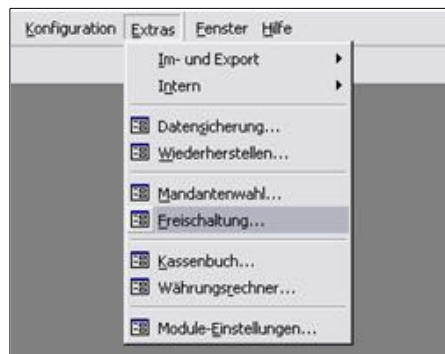 Konfiguration Extras Fenster Hilfe
Im- und Export
Intern
Datensicherung...
Wiederherstellen...
Mandantenwahl...
Freischaltung...
Kassenbuch...
Währungsrechner...
Module-Einstellungen...